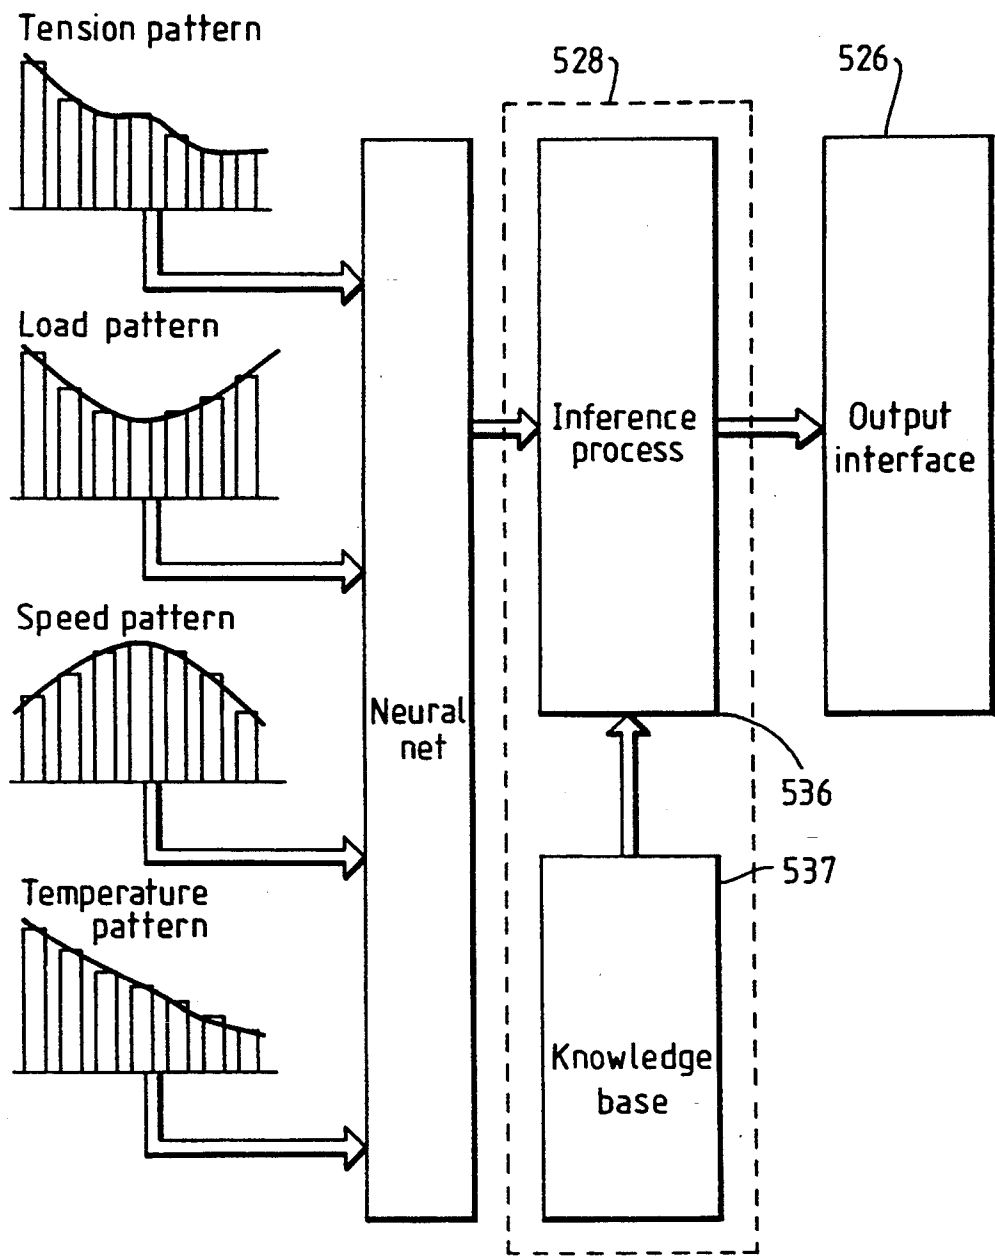 Tension pattern
528
526
Load pattern
Inference
process
Output
interface
Speed pattern
Neural
net
536
537
Temperature
pattern
Knowledge
base